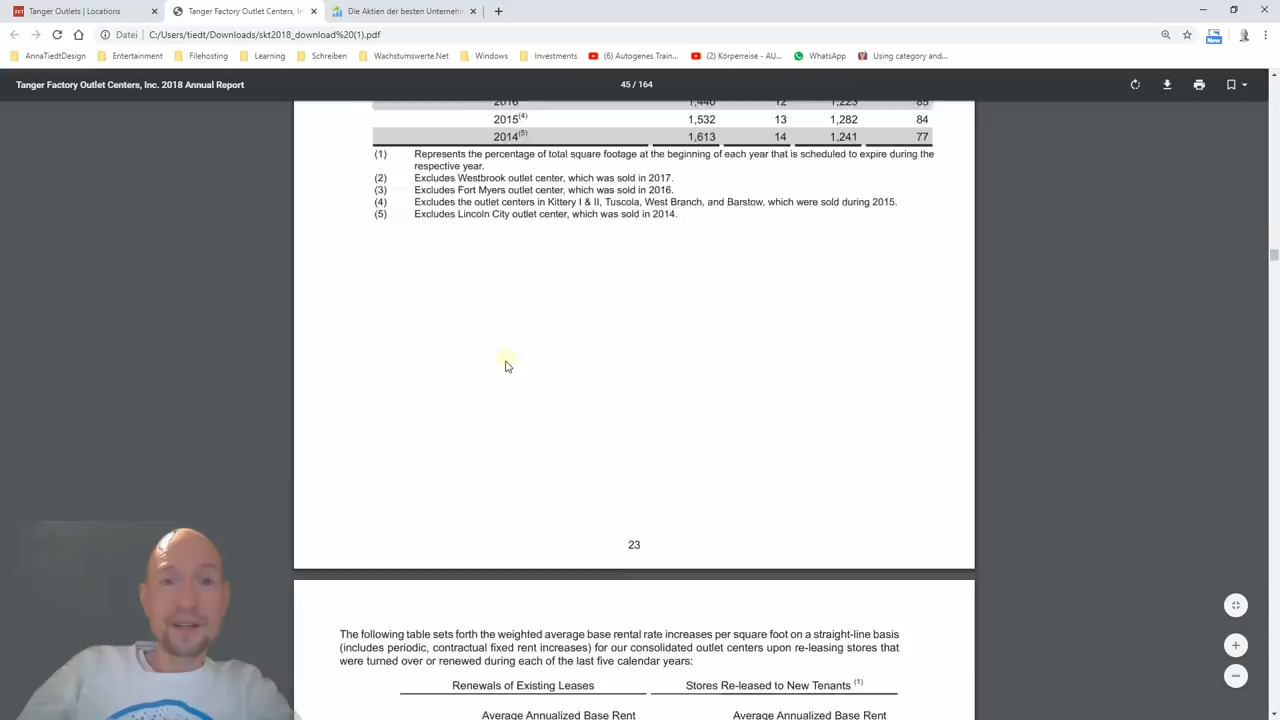 Tanger Outlets | Locations
Tanger Factory Outlet Centers, In
Die Aktien der besten Unternehm
Datei | C:/Users/tiedt/Downloads/skt2018_download%20(1).pdf
AnnaTiedtDesign Entertainment Filehosting Learning Schreiben Wachstumswerte.Net Windows Investments (6) Autogenes Train... (2) Körperreise - AU... WhatsApp Using category and...
New
Tanger Factory Outlet Centers, Inc. 2018 Annual Report 45 / 164
2016 1,440 12 1,223 85
2015(4) 1,532 13 1,282 84
2014(5) 1,613 14 1,241 77
(1) Represents the percentage of total square footage at the beginning of each year that is scheduled to expire during the
respective year.
(2) Excludes Westbrook outlet center, which was sold in 2017.
(3) Excludes Fort Myers outlet center, which was sold in 2016.
(4) Excludes the outlet centers in Kittery I & II, Tuscola, West Branch, and Barstow, which were sold during 2015.
(5) Excludes Lincoln City outlet center, which was sold in 2014.
23
The following table sets forth the weighted average base rental rate increases per square foot on a straight-line basis
(includes periodic, contractual fixed rent increases) for our consolidated outlet centers upon re-leasing stores that
were turned over or renewed during each of the last five calendar years:
Renewals of Existing Leases Stores Re-leased to New Tenants (1)
Average Annualized Base Rent Average Annualized Base Rent